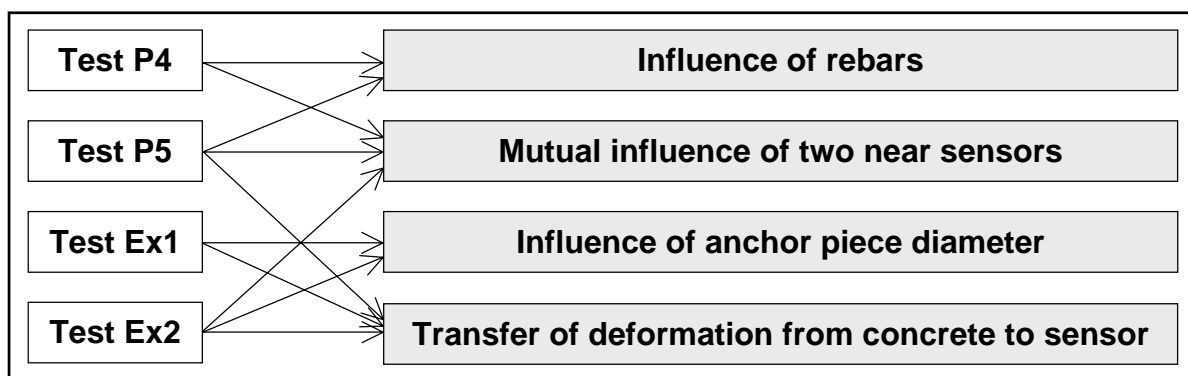 Test P4
Influence of rebars
Test P5
Mutual influence of two near sensors
Test Ex1
Influence of anchor piece diameter
Test Ex2
Transfer of deformation from concrete to sensor